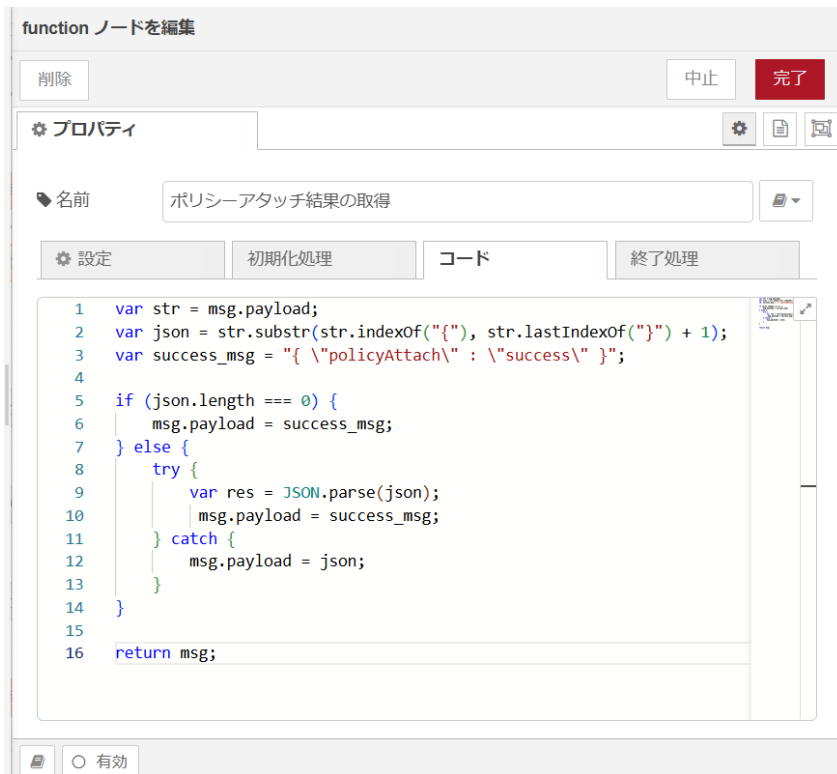 function ノードを編集
削除
中止
完了
プロパティ
名前
ポリシーアタッチ結果の取得
設定
初期化処理
コード
終了処理
1 var str = msg.payload;
2 var json = str.substr(str.indexOf("{"), str.lastIndexOf("}") + 1);
3 var success_msg = "{ \"policyAttach\" : \"success\" }";
4
5 if (json.length === 0) {
6 msg.payload = success_msg;
7 } else {
8 try {
9 var res = JSON.parse(json);
10 msg.payload = success_msg;
11 } catch {
12 msg.payload = json;
13 }
14 }
15
16 return msg;
有効